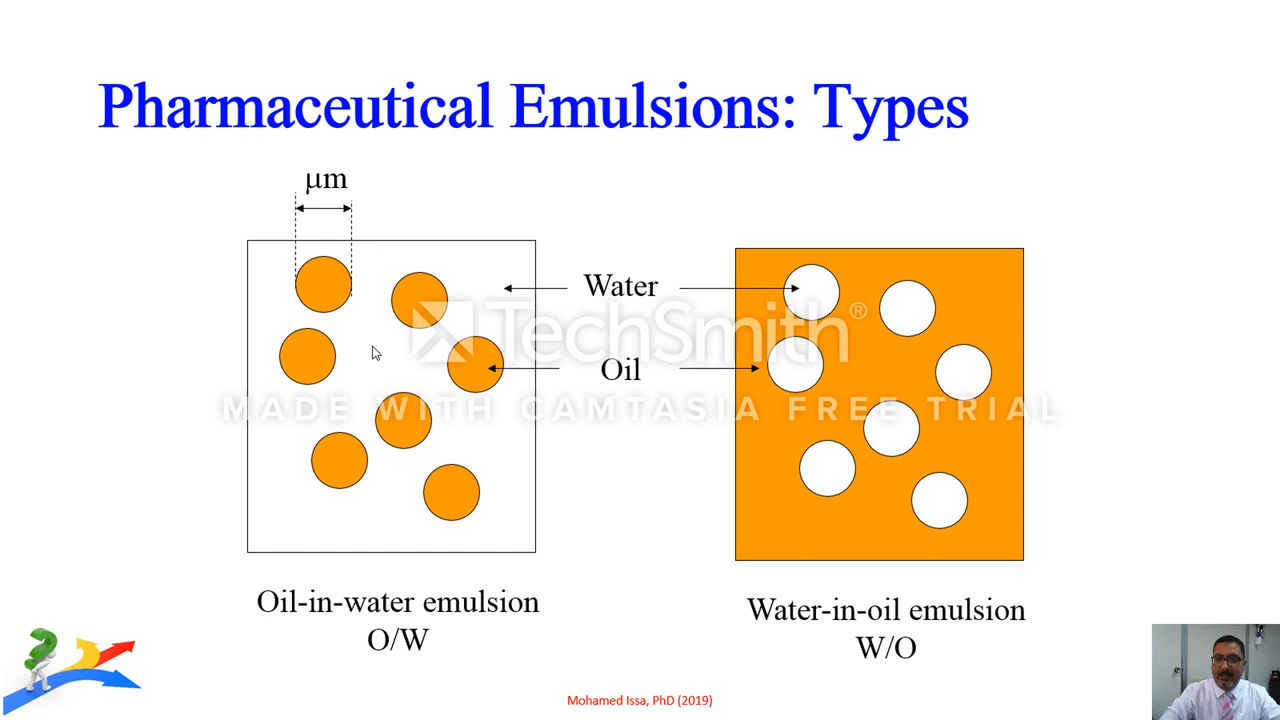 Pharmaceutical Emulsions: Types
µm
Water
TechSmith®
Oil
MADE WITH CAMTASIA FREE TRIAL
Oil-in-water emulsion
O/W
Water-in-oil emulsion
W/O
Mohamed Issa, PhD (2019)